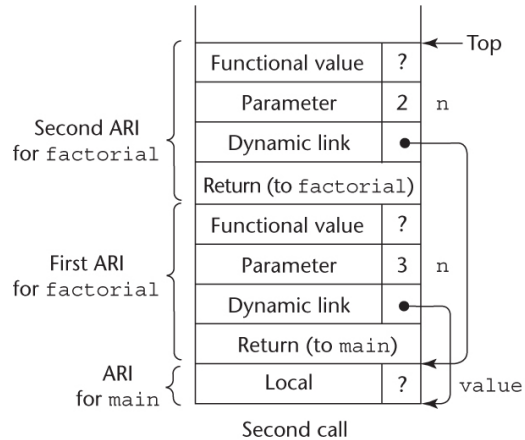 Top
Functional value ?
Second ARI
for factorial
Parameter 2 n
Dynamic link
Return (to factorial)
Functional value ?
First ARI
for factorial
Parameter 3 n
Dynamic link
Return (to main)
ARI
for main
Local ? value
Second call